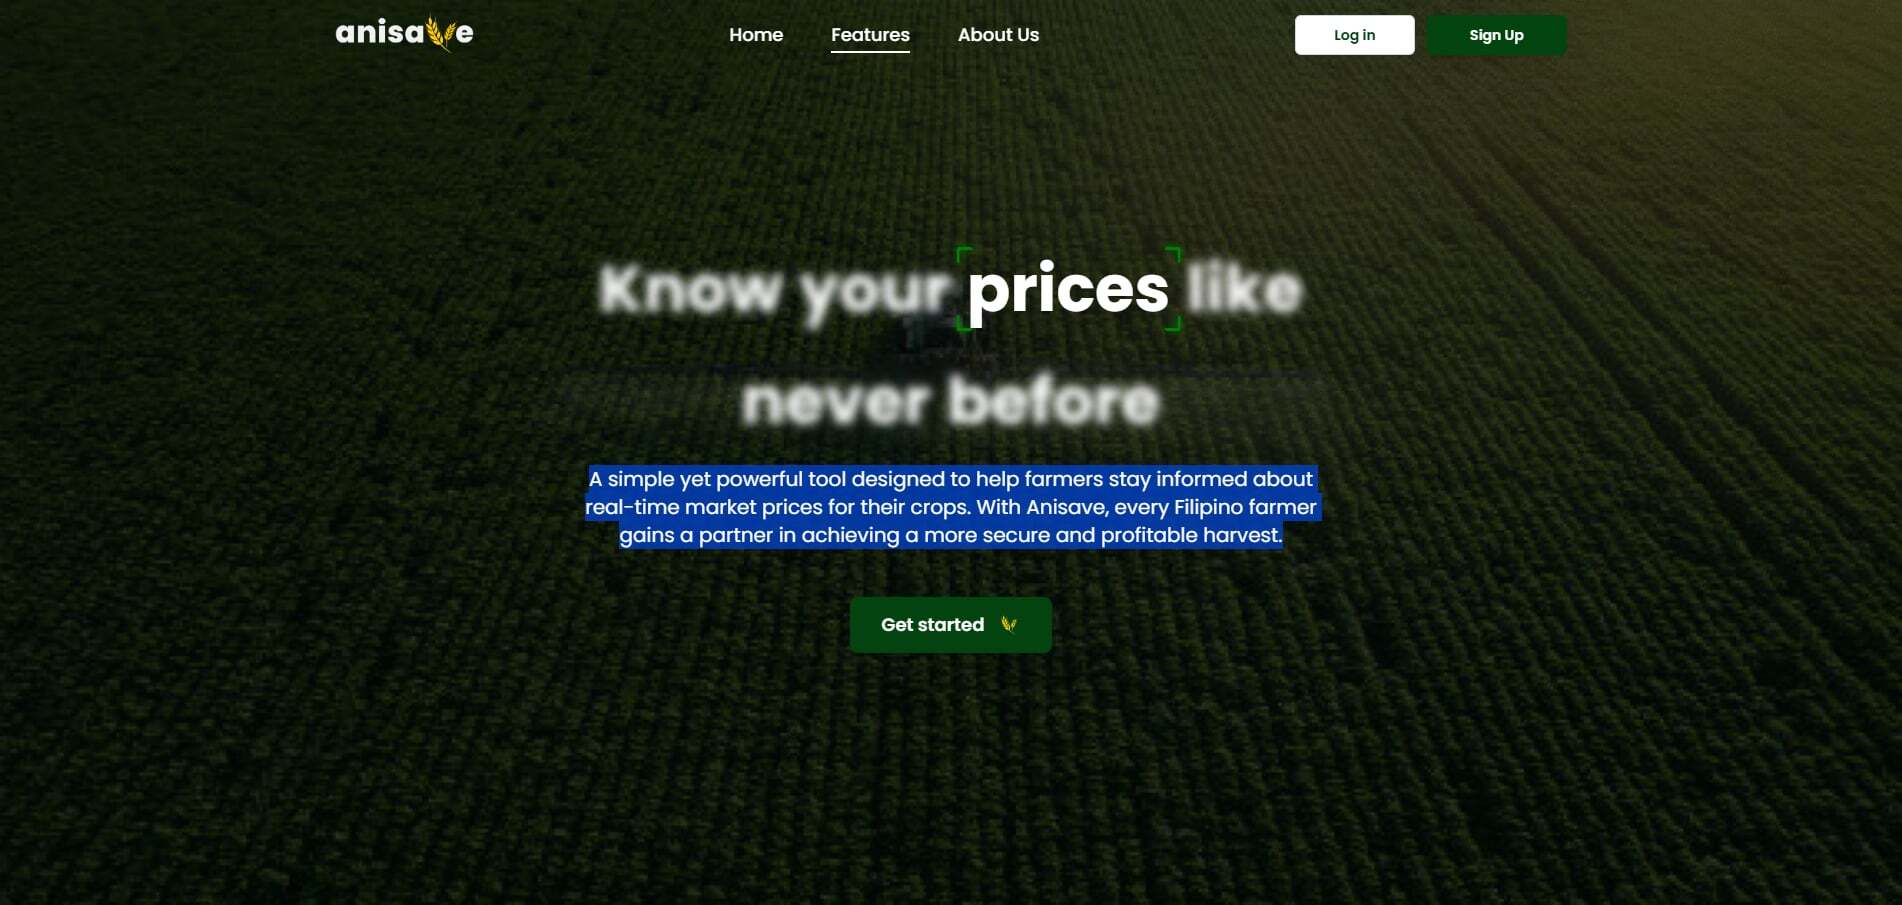 anisave
Home
Features
About Us
Log in
Sign Up
Know your prices like
never before
A simple yet powerful tool designed to help farmers stay informed about
real-time market prices for their crops. With Anisave, every Filipino farmer
gains a partner in achieving a more secure and profitable harvest.
Get started